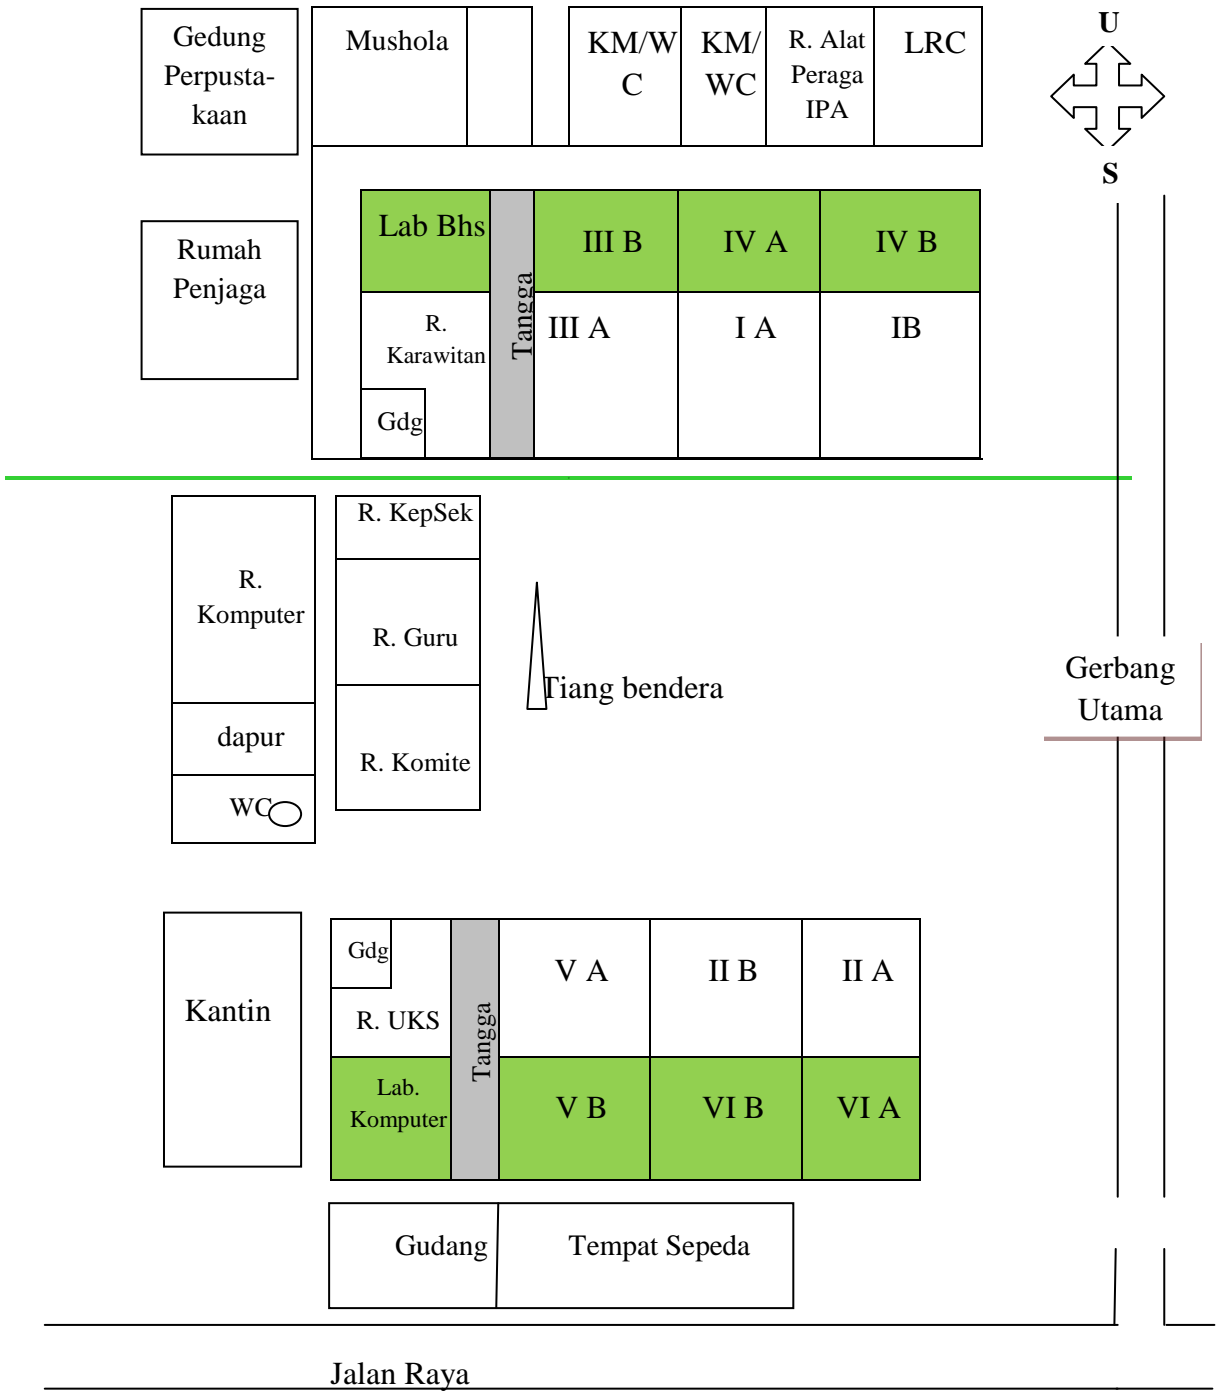 Gedung
Perpusta-
kaan
Mushola
KM/W
C
KM/
WC
R. Alat
Peraga
IPA
LRC
U
S
Rumah
Penjaga
Lab Bhs
III B
IV A
IV B
Tangga
R.
Karawitan
III A
I A
IB
Gdg
R. KepSek
R.
Komputer
R. Guru
Tiang bendera
Gerbang
Utama
dapur
R. Komite
WC
Kantin
Gdg
R. UKS
Tangga
V A
II B
II A
Lab.
Komputer
V B
VI B
VI A
Gudang
Tempat Sepeda
Jalan Raya